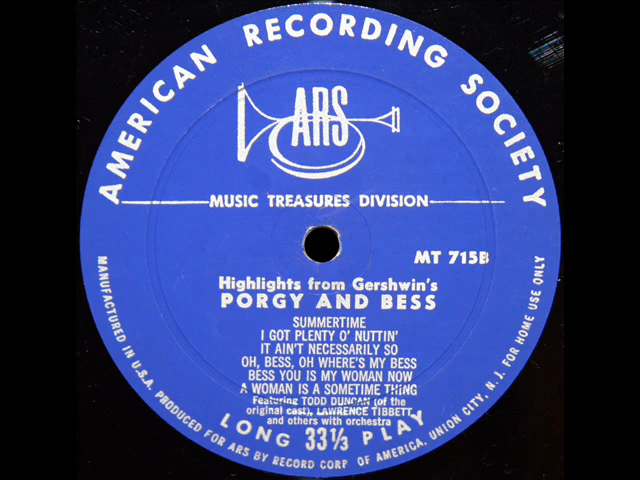 AMERICAN RECORDING SOCIETY
ARS
MUSIC TREASURES DIVISION
MT 715B
Highlights from Gershwin's
PORGY AND BESS
SUMMERTIME
I GOT PLENTY O' NUTTIN'
IT AIN'T NECESSARILY SO
OH, BESS, OH WHERE'S MY BESS
BESS YOU IS MY WOMAN NOW
A WOMAN IS A SOMETIME THING
Featuring TODD DUNCAN (of the
original cast), LAWRENCE TIBBETT
and others with orchestra
LONG 33⅓ PLAY
MANUFACTURED IN U.S.A. PRODUCED FOR ARS BY RECORD CORP OF AMERICA, UNION CITY, N. J. FOR HOME USE ONLY